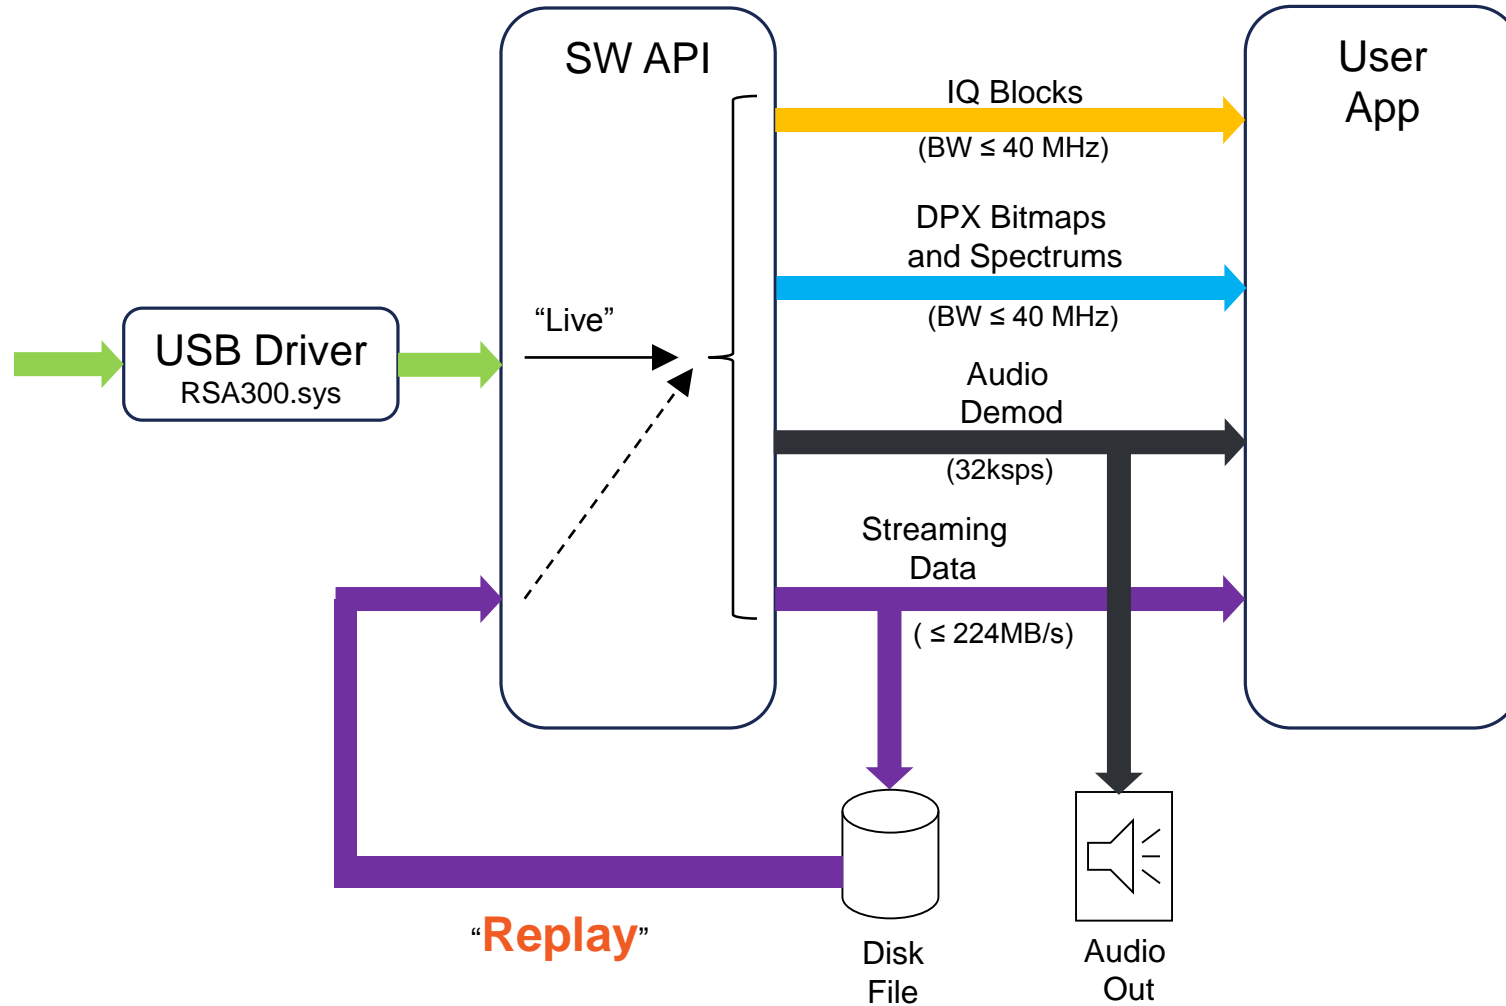 SW API
User
App
IQ Blocks
(BW ≤ 40 MHz)
DPX Bitmaps
and Spectrums
(BW ≤ 40 MHz)
“Live”
USB Driver
RSA300.sys
Audio
Demod
(32ksps)
Streaming
Data
( ≤ 224MB/s)
“Replay”
Disk
File
Audio
Out